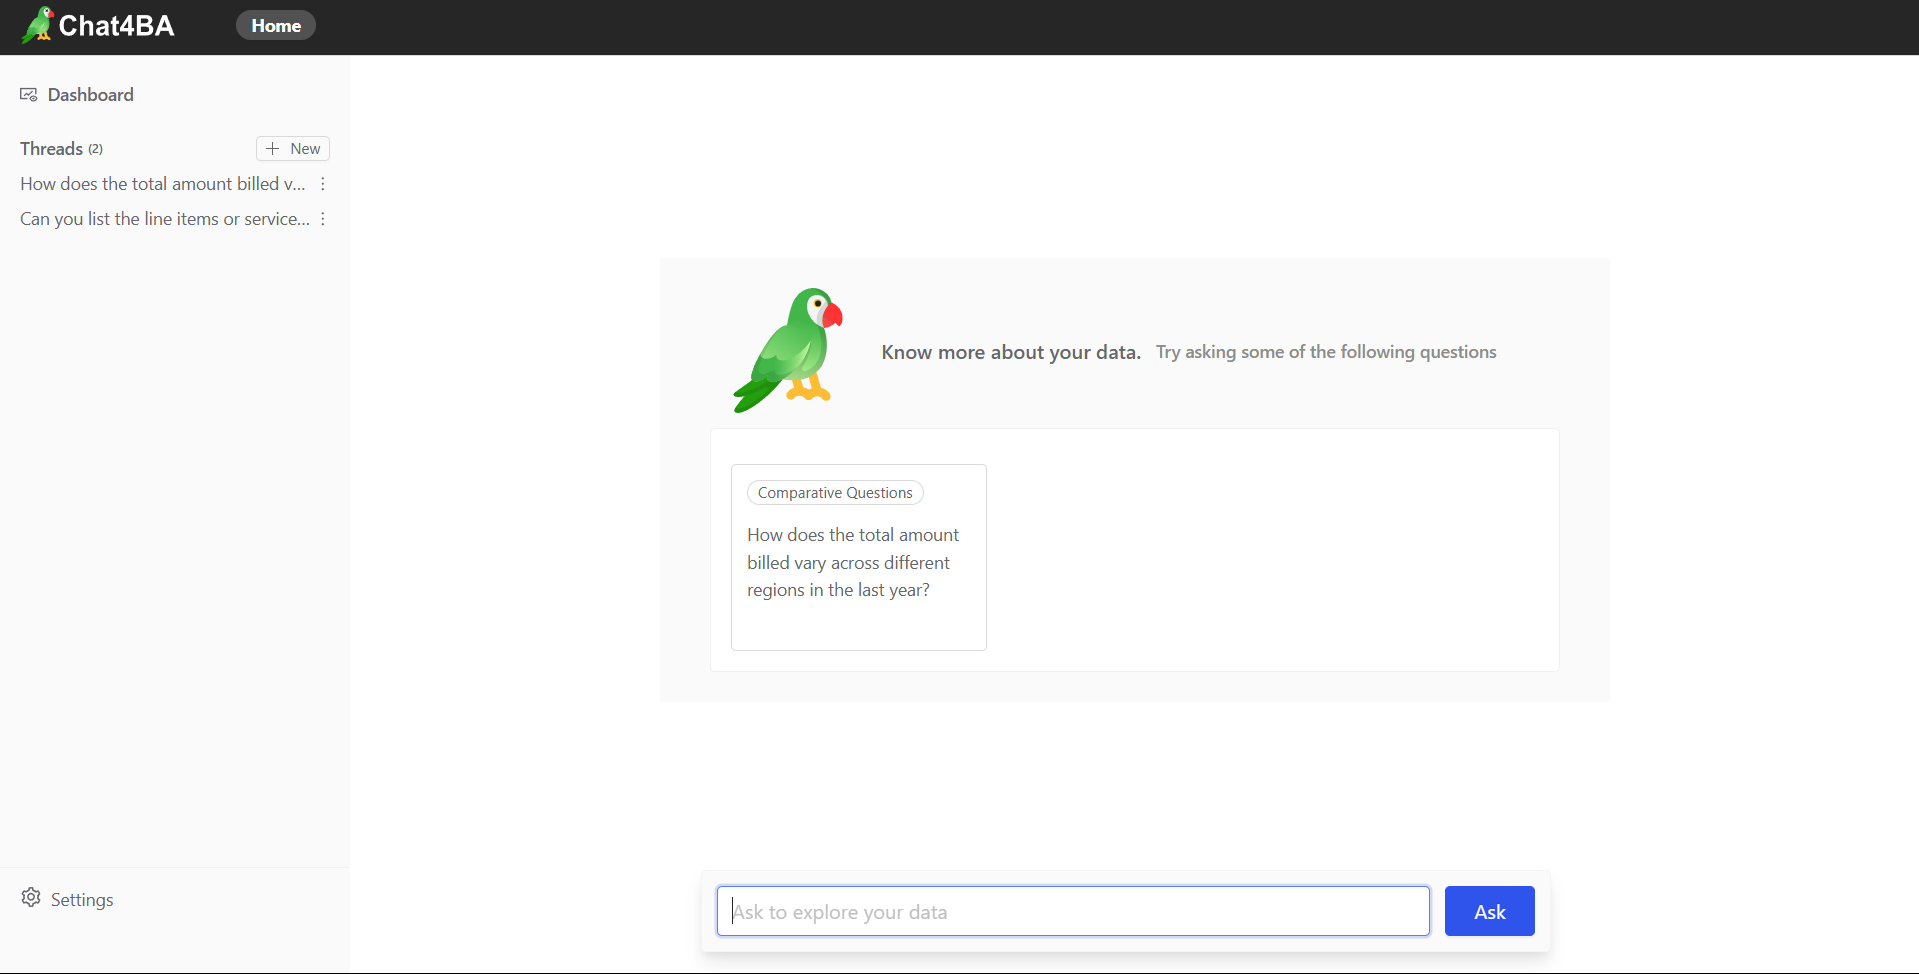 Chat4BA
Home
Dashboard
Threads (2)
+ New
How does the total amount billed v...
Can you list the line items or service...
Know more about your data. Try asking some of the following questions
Comparative Questions
How does the total amount
billed vary across different
regions in the last year?
Settings
Ask to explore your data
Ask